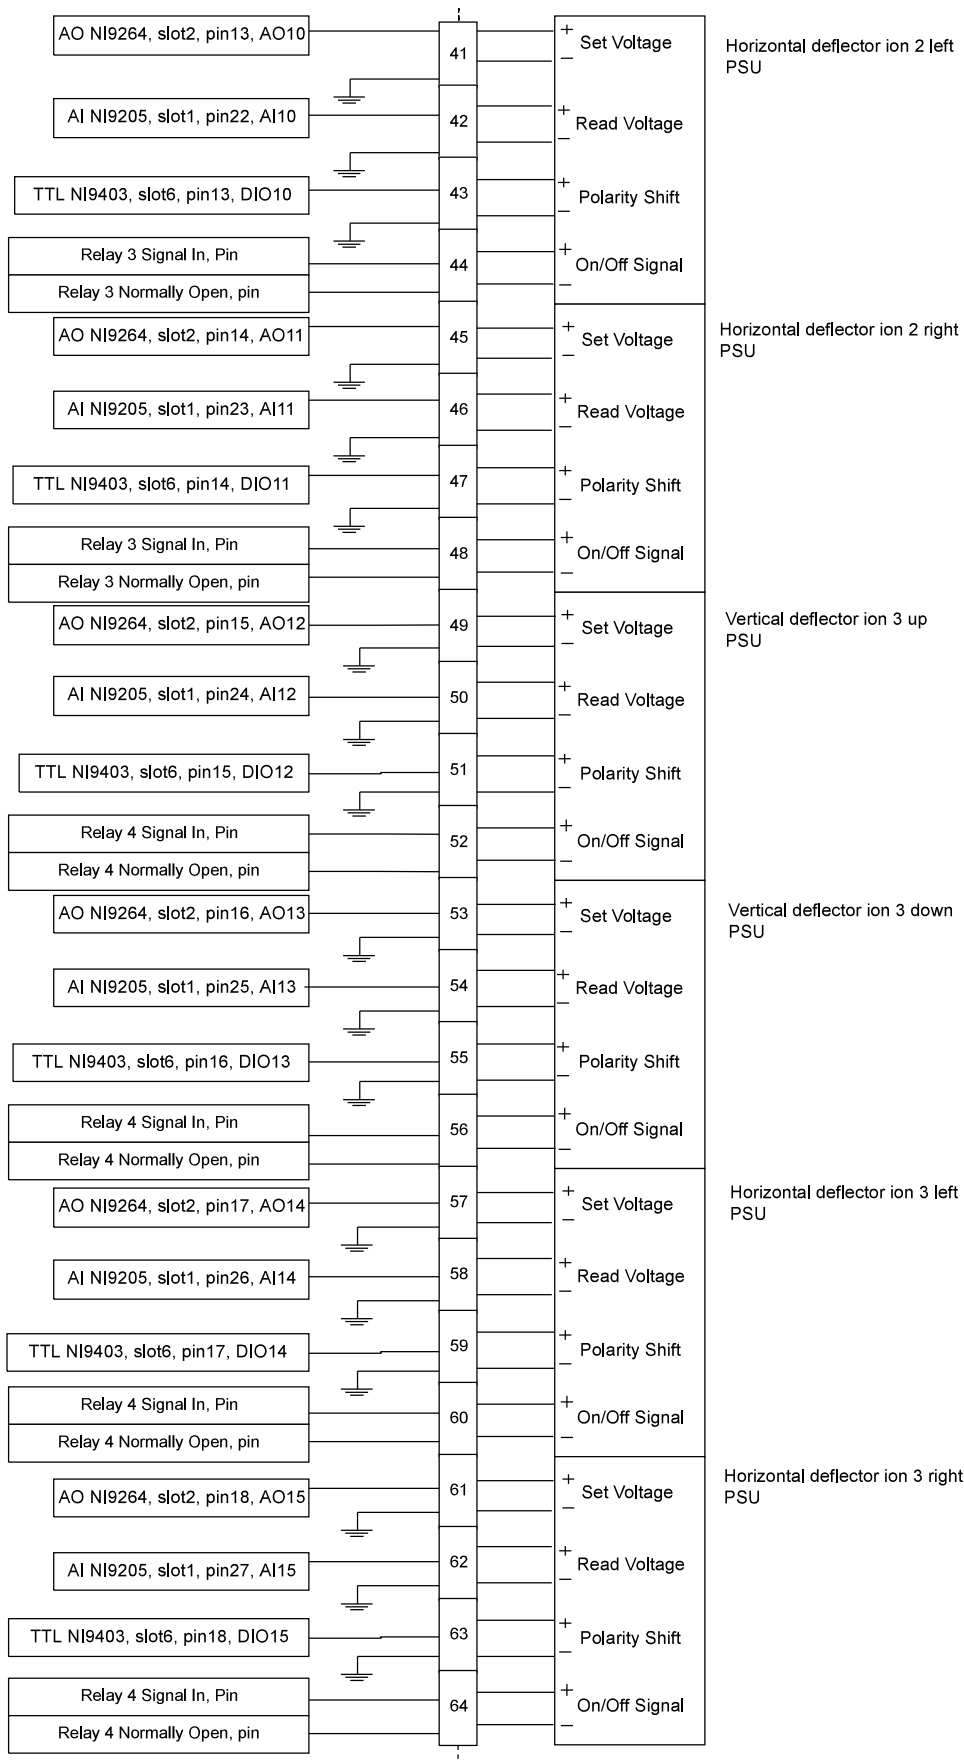 AO NI9264, slot2, pin13, AO10
41
+
Set Voltage
−
Horizontal deflector ion 2 left
PSU
AI NI9205, slot1, pin22, AI10
42
+
Read Voltage
−
TTL NI9403, slot6, pin13, DIO10
43
+
Polarity Shift
−
Relay 3 Signal In, Pin
Relay 3 Normally Open, pin
44
+
On/Off Signal
−
AO NI9264, slot2, pin14, AO11
45
+
Set Voltage
−
Horizontal deflector ion 2 right
PSU
AI NI9205, slot1, pin23, AI11
46
+
Read Voltage
−
TTL NI9403, slot6, pin14, DIO11
47
+
Polarity Shift
−
Relay 3 Signal In, Pin
Relay 3 Normally Open, pin
48
+
On/Off Signal
−
AO NI9264, slot2, pin15, AO12
49
+
Set Voltage
−
Vertical deflector ion 3 up
PSU
AI NI9205, slot1, pin24, AI12
50
+
Read Voltage
−
TTL NI9403, slot6, pin15, DIO12
51
+
Polarity Shift
−
Relay 4 Signal In, Pin
Relay 4 Normally Open, pin
52
+
On/Off Signal
−
AO NI9264, slot2, pin16, AO13
53
+
Set Voltage
−
Vertical deflector ion 3 down
PSU
AI NI9205, slot1, pin25, AI13
54
+
Read Voltage
−
TTL NI9403, slot6, pin16, DIO13
55
+
Polarity Shift
−
Relay 4 Signal In, Pin
Relay 4 Normally Open, pin
56
+
On/Off Signal
−
AO NI9264, slot2, pin17, AO14
57
+
Set Voltage
−
Horizontal deflector ion 3 left
PSU
AI NI9205, slot1, pin26, AI14
58
+
Read Voltage
−
TTL NI9403, slot6, pin17, DIO14
59
+
Polarity Shift
−
Relay 4 Signal In, Pin
Relay 4 Normally Open, pin
60
+
On/Off Signal
−
AO NI9264, slot2, pin18, AO15
61
+
Set Voltage
−
Horizontal deflector ion 3 right
PSU
AI NI9205, slot1, pin27, AI15
62
+
Read Voltage
−
TTL NI9403, slot6, pin18, DIO15
63
+
Polarity Shift
−
Relay 4 Signal In, Pin
Relay 4 Normally Open, pin
64
+
On/Off Signal
−